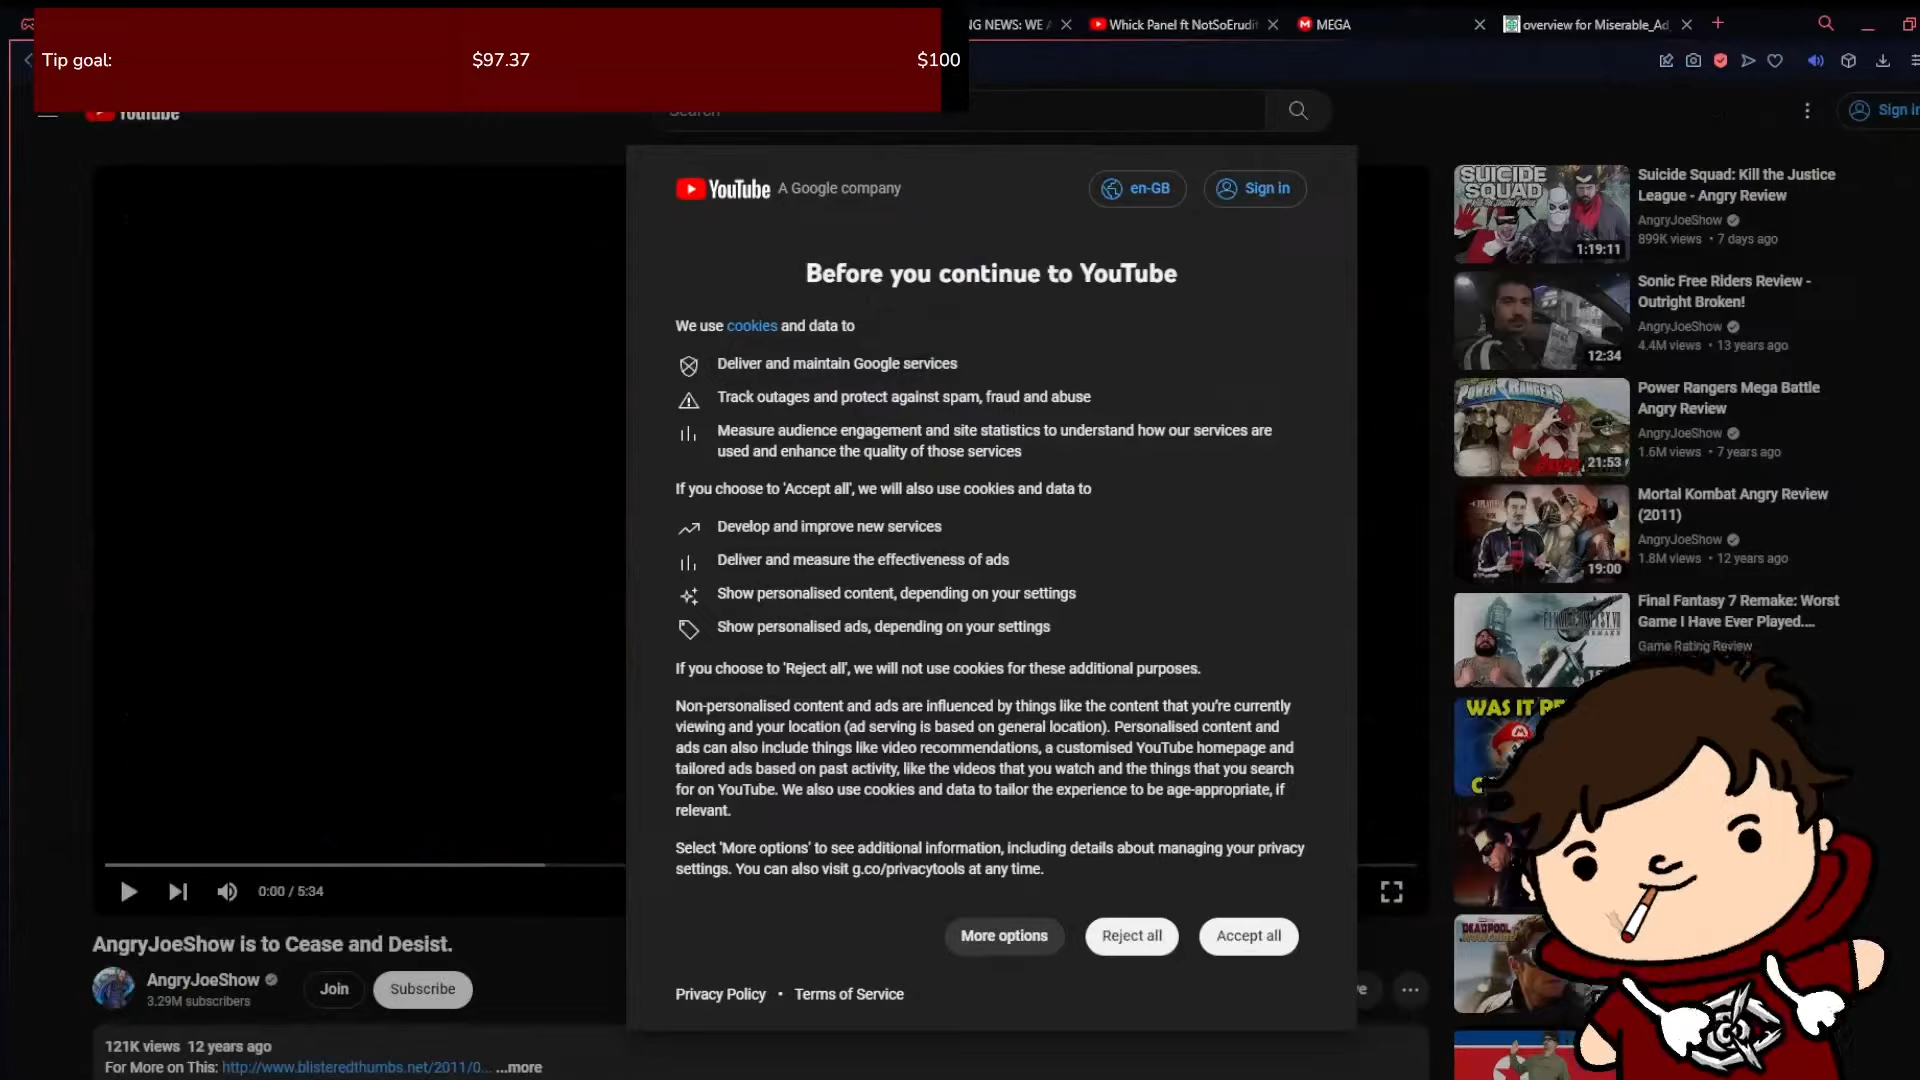 Tip goal: $97.37 $100
NG NEWS: WE A
Whick Panel ft NotSoErudit
MEGA
overview for Miserable_Ad
YouTube
Search
Sign in
YouTube A Google company
en-GB
Sign in
Before you continue to YouTube
We use cookies and data to
Deliver and maintain Google services
Track outages and protect against spam, fraud and abuse
Measure audience engagement and site statistics to understand how our services are
used and enhance the quality of those services
If you choose to 'Accept all', we will also use cookies and data to
Develop and improve new services
Deliver and measure the effectiveness of ads
Show personalised content, depending on your settings
Show personalised ads, depending on your settings
If you choose to 'Reject all', we will not use cookies for these additional purposes.
Non-personalised content and ads are influenced by things like the content that you're currently
viewing and your location (ad serving is based on general location). Personalised content and
ads can also include things like video recommendations, a customised YouTube homepage and
tailored ads based on past activity, like the videos that you watch and the things that you search
for on YouTube. We also use cookies and data to tailor the experience to be age-appropriate, if
relevant.
Select 'More options' to see additional information, including details about managing your privacy
settings. You can also visit g.co/privacytools at any time.
More options
Reject all
Accept all
Privacy Policy • Terms of Service
0:00 / 5:34
AngryJoeShow is to Cease and Desist.
AngryJoeShow
3.29M subscribers
Join
Subscribe
121K views 12 years ago
For More on This: http://www.blisteredthumbs.net/2011/0... ...more
SUICIDE
SQUAD
1:19:11
Suicide Squad: Kill the Justice
League - Angry Review
AngryJoeShow
899K views • 7 days ago
12:34
Sonic Free Riders Review -
Outright Broken!
AngryJoeShow
4.4M views • 13 years ago
POWER RANGERS
21:53
Power Rangers Mega Battle
Angry Review
AngryJoeShow
1.6M views • 7 years ago
19:00
Mortal Kombat Angry Review
(2011)
AngryJoeShow
1.8M views • 12 years ago
Final Fantasy 7 Remake: Worst
Game I Have Ever Played....
Game Rating Review
WAS IT RE
DEADPOOL